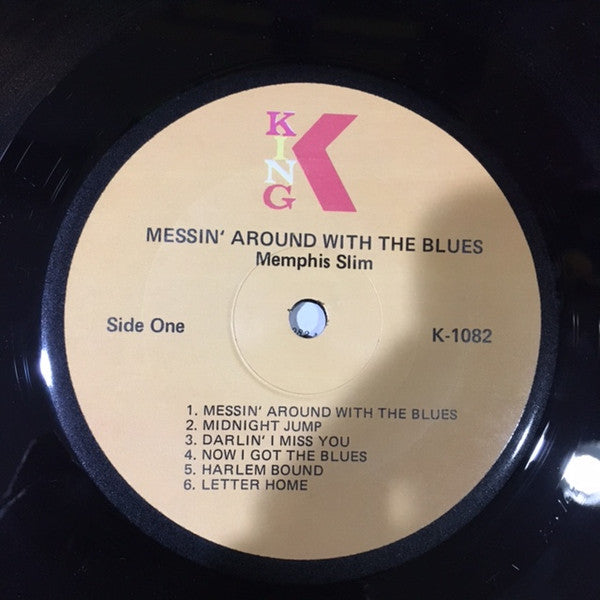 KING
K
MESSIN' AROUND WITH THE BLUES
Memphis Slim
Side One
K-1082
1. MESSIN' AROUND WITH THE BLUES
2. MIDNIGHT JUMP
3. DARLIN' I MISS YOU
4. NOW I GOT THE BLUES
5. HARLEM BOUND
6. LETTER HOME